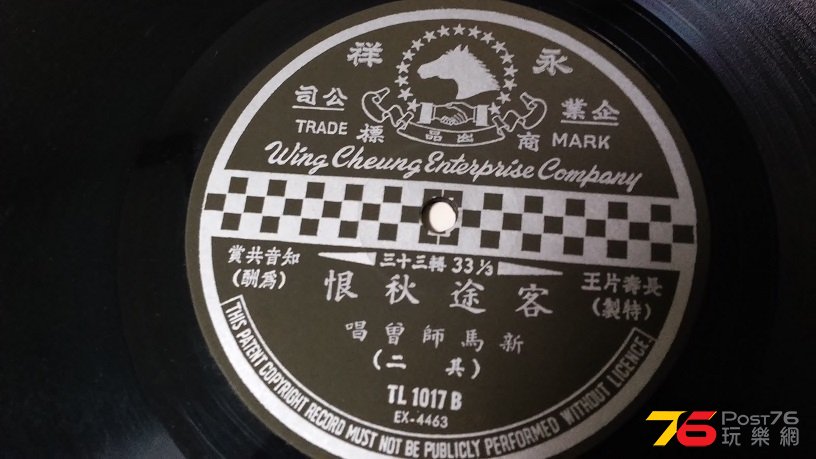 永祥
企業公司
出品
TRADE 商標 MARK
Wing Cheung Enterprise Company
三十三輯 33⅓
長壽片王
(特製)
知音共賞
(為酬)
客途秋恨
新馬師曾唱
(其二)
TL 1017 B
EX-4463
THIS PATENT COPYRIGHT RECORD MUST NOT BE PUBLICLY PERFORMED WITHOUT LICENCE.
76 POST76
玩樂網